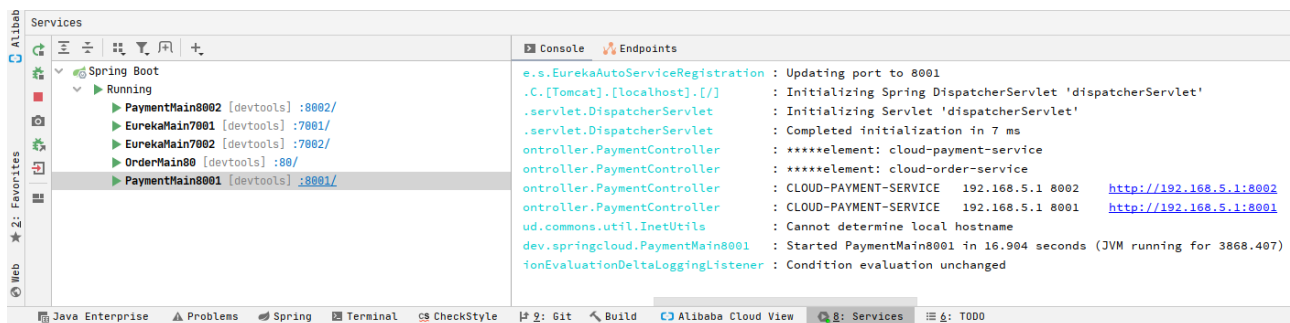 Services
Alibab
2: Favorites
Web
Spring Boot
Running
PaymentMain8002 [devtools] :8002/
EurekaMain7001 [devtools] :7001/
EurekaMain7002 [devtools] :7002/
OrderMain80 [devtools] :80/
PaymentMain8001 [devtools] :8001/
Console Endpoints
e.s.EurekaAutoServiceRegistration : Updating port to 8001
.C.[Tomcat].[localhost].[/] : Initializing Spring DispatcherServlet 'dispatcherServlet'
.servlet.DispatcherServlet : Initializing Servlet 'dispatcherServlet'
.servlet.DispatcherServlet : Completed initialization in 7 ms
ontroller.PaymentController : *****element: cloud-payment-service
ontroller.PaymentController : *****element: cloud-order-service
ontroller.PaymentController : CLOUD-PAYMENT-SERVICE 192.168.5.1 8002 http://192.168.5.1:8002
ontroller.PaymentController : CLOUD-PAYMENT-SERVICE 192.168.5.1 8001 http://192.168.5.1:8001
ud.commons.util.InetUtils : Cannot determine local hostname
dev.springcloud.PaymentMain8001 : Started PaymentMain8001 in 16.904 seconds (JVM running for 3868.407)
ionEvaluationDeltaLoggingListener : Condition evaluation unchanged
Java Enterprise Problems Spring Terminal CS CheckStyle 9: Git Build Alibaba Cloud View 8: Services 6: TODO